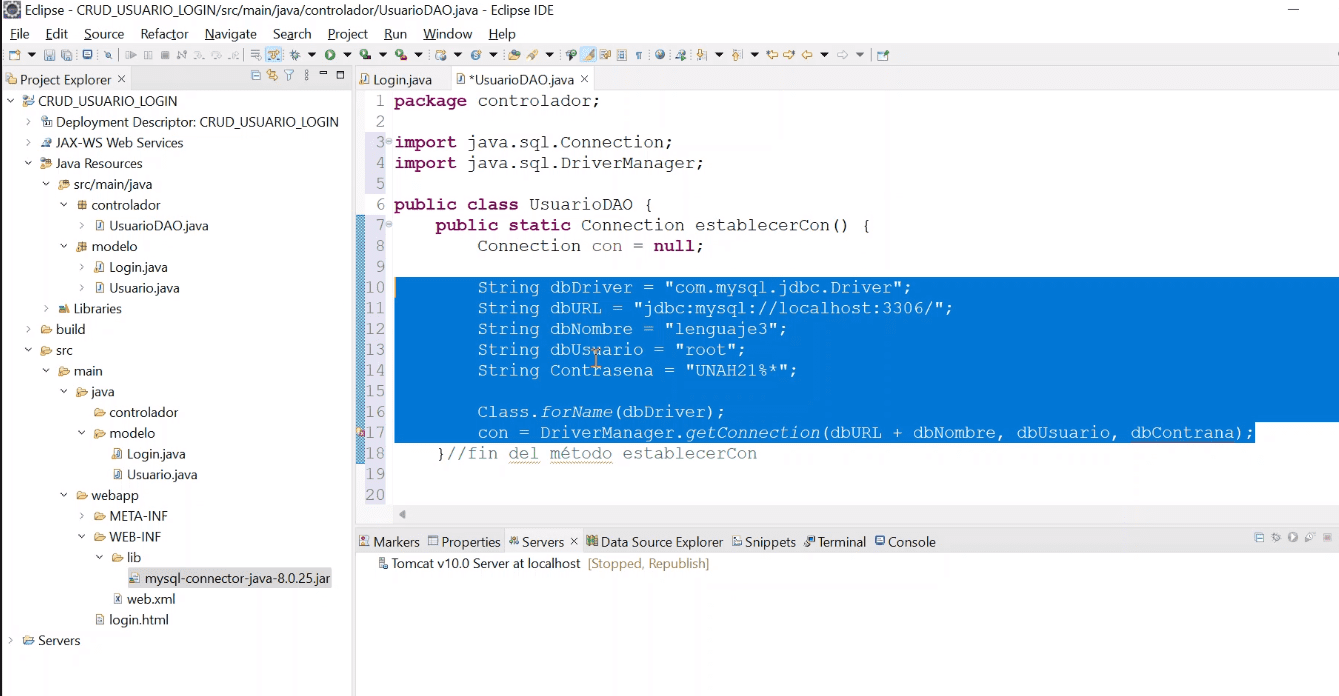 Eclipse - CRUD_USUARIO_LOGIN/src/main/java/controlador/UsuarioDAO.java - Eclipse IDE
File Edit Source Refactor Navigate Search Project Run Window Help
Project Explorer
CRUD_USUARIO_LOGIN
Deployment Descriptor: CRUD_USUARIO_LOGIN
JAX-WS Web Services
Java Resources
src/main/java
controlador
UsuarioDAO.java
modelo
Login.java
Usuario.java
Libraries
build
src
main
java
controlador
modelo
Login.java
Usuario.java
webapp
META-INF
WEB-INF
lib
mysql-connector-java-8.0.25.jar
web.xml
login.html
Servers
Login.java *UsuarioDAO.java
1 package controlador;
2
3 import java.sql.Connection;
4 import java.sql.DriverManager;
5
6 public class UsuarioDAO {
7 public static Connection establecerCon() {
8 Connection con = null;
9
10 String dbDriver = "com.mysql.jdbc.Driver";
11 String dbURL = "jdbc:mysql://localhost:3306/";
12 String dbNombre = "lenguaje3";
13 String dbUsuario = "root";
14 String Contrasena = "UNAH21%*";
15
16 Class.forName(dbDriver);
17 con = DriverManager.getConnection(dbURL + dbNombre, dbUsuario, dbContrana);
18 }//fin del método establecerCon
19
20
Markers Properties Servers Data Source Explorer Snippets Terminal Console
Tomcat v10.0 Server at localhost [Stopped, Republish]